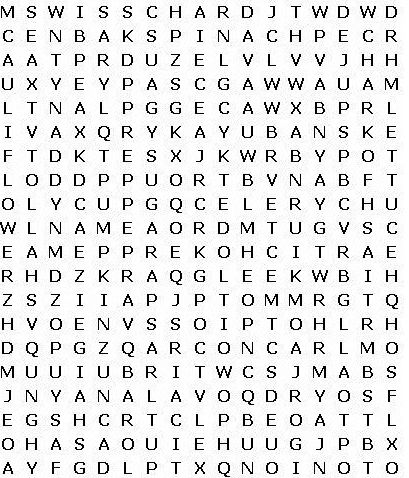 M S W I S S C H A R D J T W D W D
C E N B A K S P I N A C H P E C R
A A T P R D U Z E L V L V V J H H
U X Y E Y P A S C G A W W A U A M
L T N A L P G G E C A W X B P R L
I V A X Q R Y K A Y U B A N S K E
F T D K T E S X J K W R B Y P O T
L O D D P P U O R T B V N A B F T
O L Y C U P G Q C E L E R Y C H U
W L N A M E A O R D M T U G V S C
E A M E P P R E K O H C I T R A E
R H D Z K R A Q G L E E K W B I H
Z S Z I I A P J P T O M M R G T Q
H V O E N V S S O I P T O H L R H
D Q P G Z Q A R C O N C A R L M O
M U U I U B R I T W C S J M A B S
J N Y A N A L A V O Q D R Y O S F
E G S H C R T C L P B E O A T T L
O H A S A O U I E H U U G J P B X
A Y F G D L P T X Q N O I N O T O